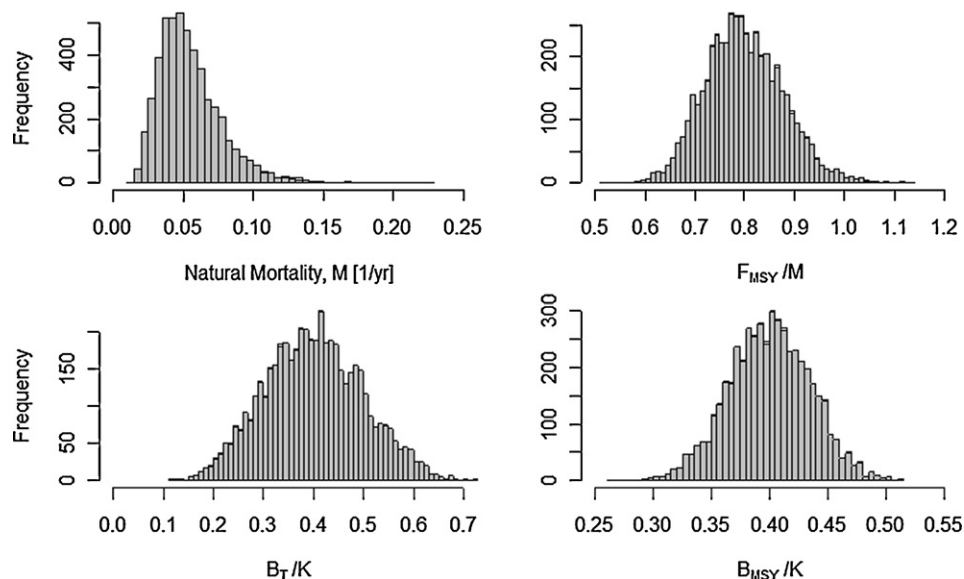 Frequency
0 200 400
0.00 0.05 0.10 0.15 0.20 0.25
Natural Mortality, M [1/yr]
0 100 200
0.5 0.6 0.7 0.8 0.9 1.0 1.1 1.2
F_MSY /M
Frequency
0 50 150
0.0 0.1 0.2 0.3 0.4 0.5 0.6 0.7
B_T /K
0 100 200 300
0.25 0.30 0.35 0.40 0.45 0.50 0.55
B_MSY /K